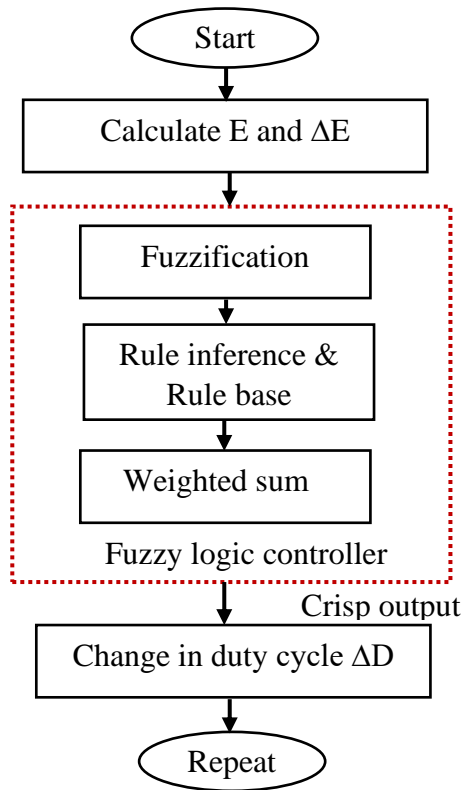 Start
Calculate E and ΔE
Fuzzification
Rule inference &
Rule base
Weighted sum
Fuzzy logic controller
Crisp output
Change in duty cycle ΔD
Repeat